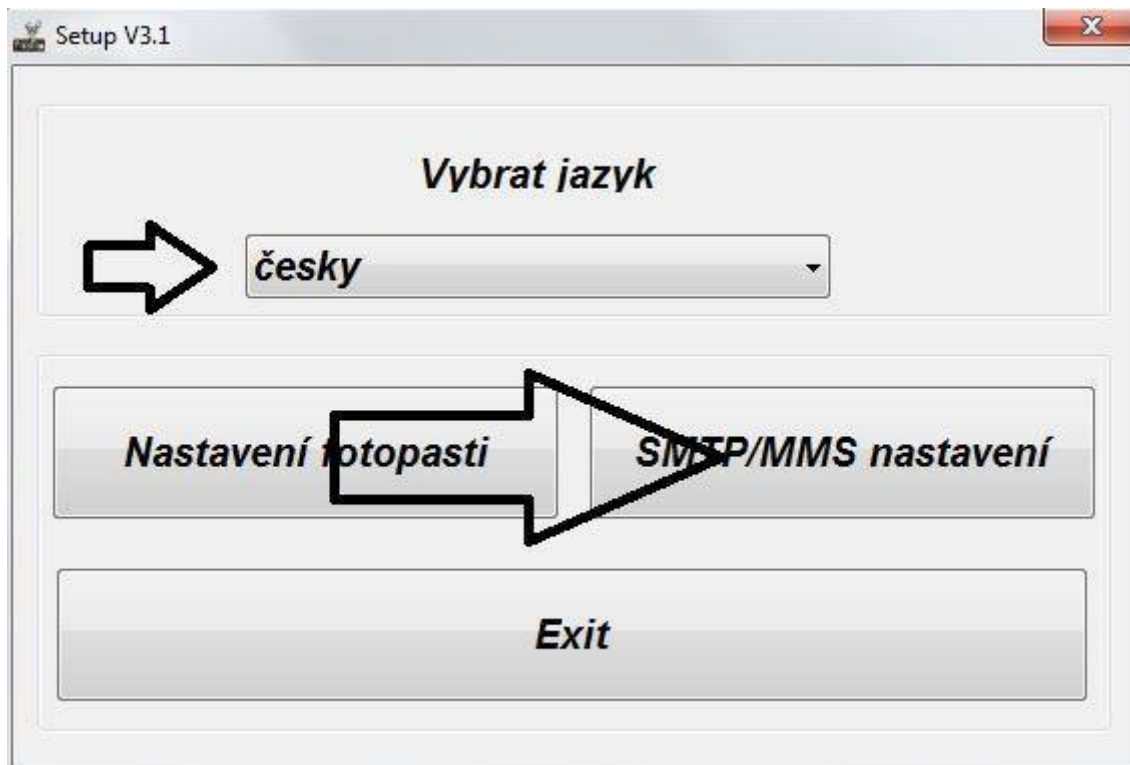 Setup V3.1
Vybrat jazyk
česky
Nastavení fotopasti
SMTP/MMS nastavení
Exit